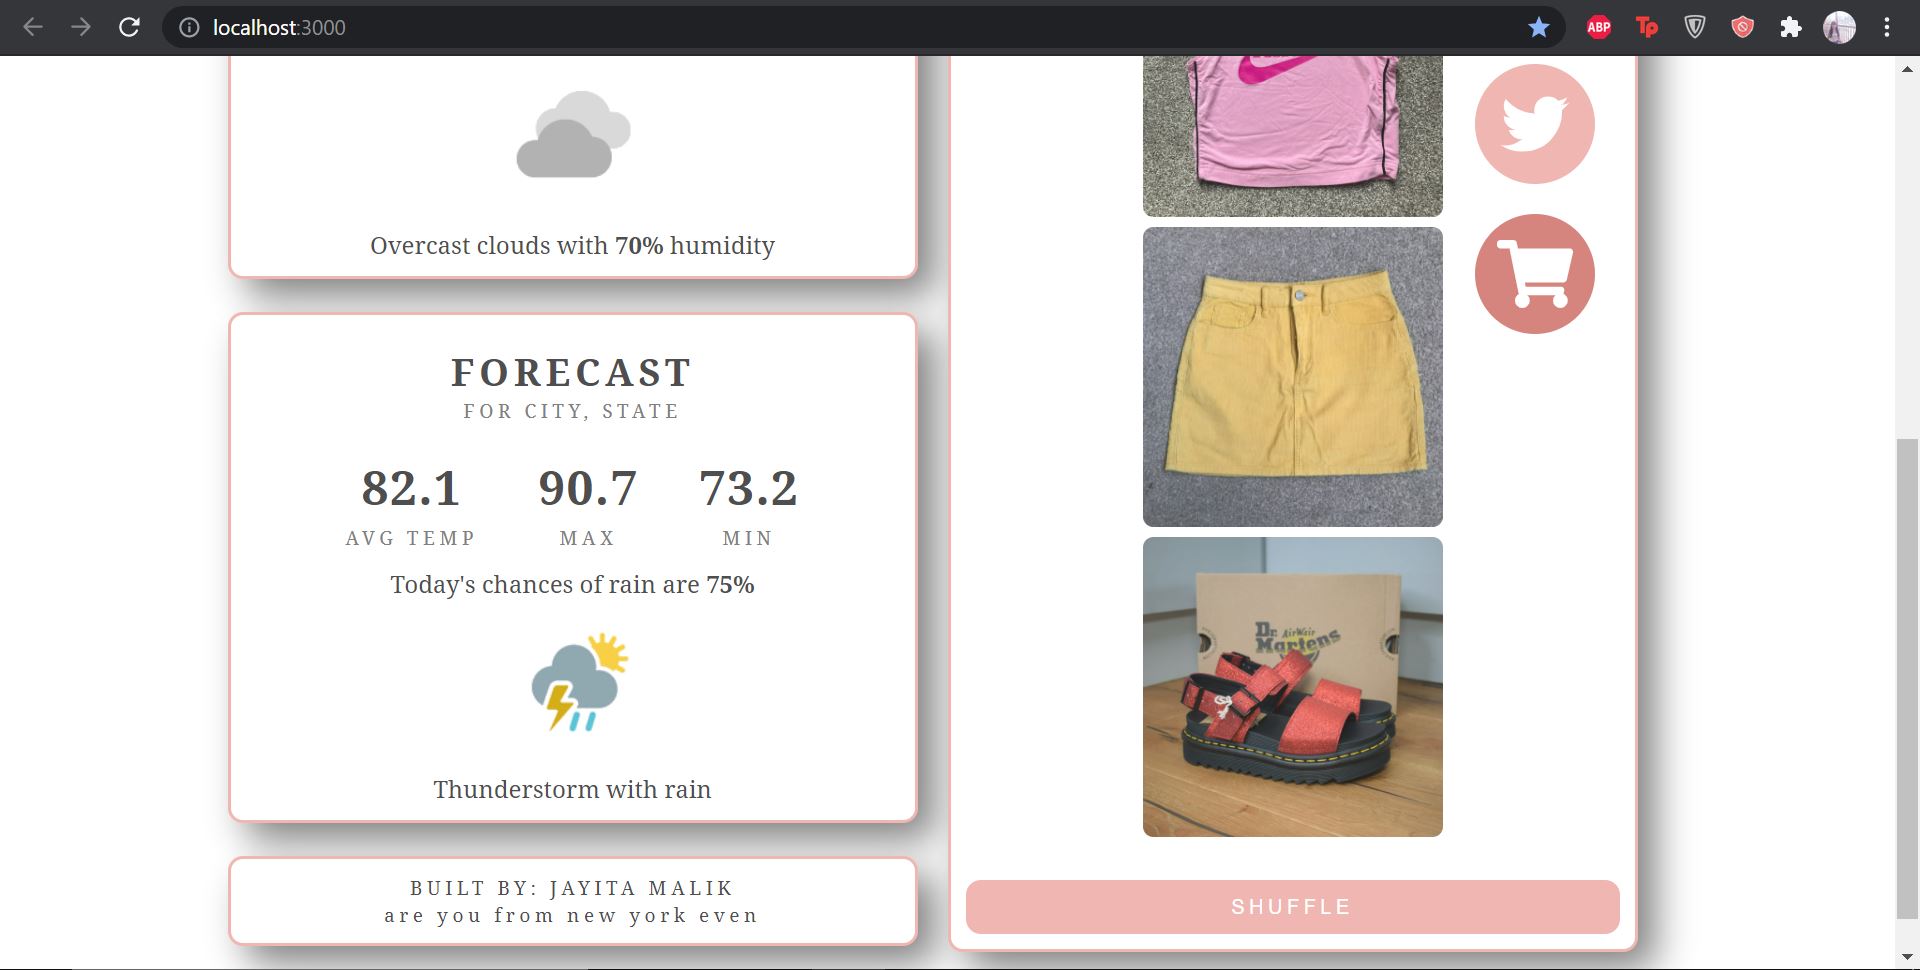 localhost:3000
ABP
Tp
Overcast clouds with 70% humidity
FORECAST
FOR CITY, STATE
82.1 90.7 73.2
AVG TEMP MAX MIN
Today's chances of rain are 75%
Thunderstorm with rain
BUILT BY: JAYITA MALIK
are you from new york even
Dr. AirWair
Martens
SHUFFLE